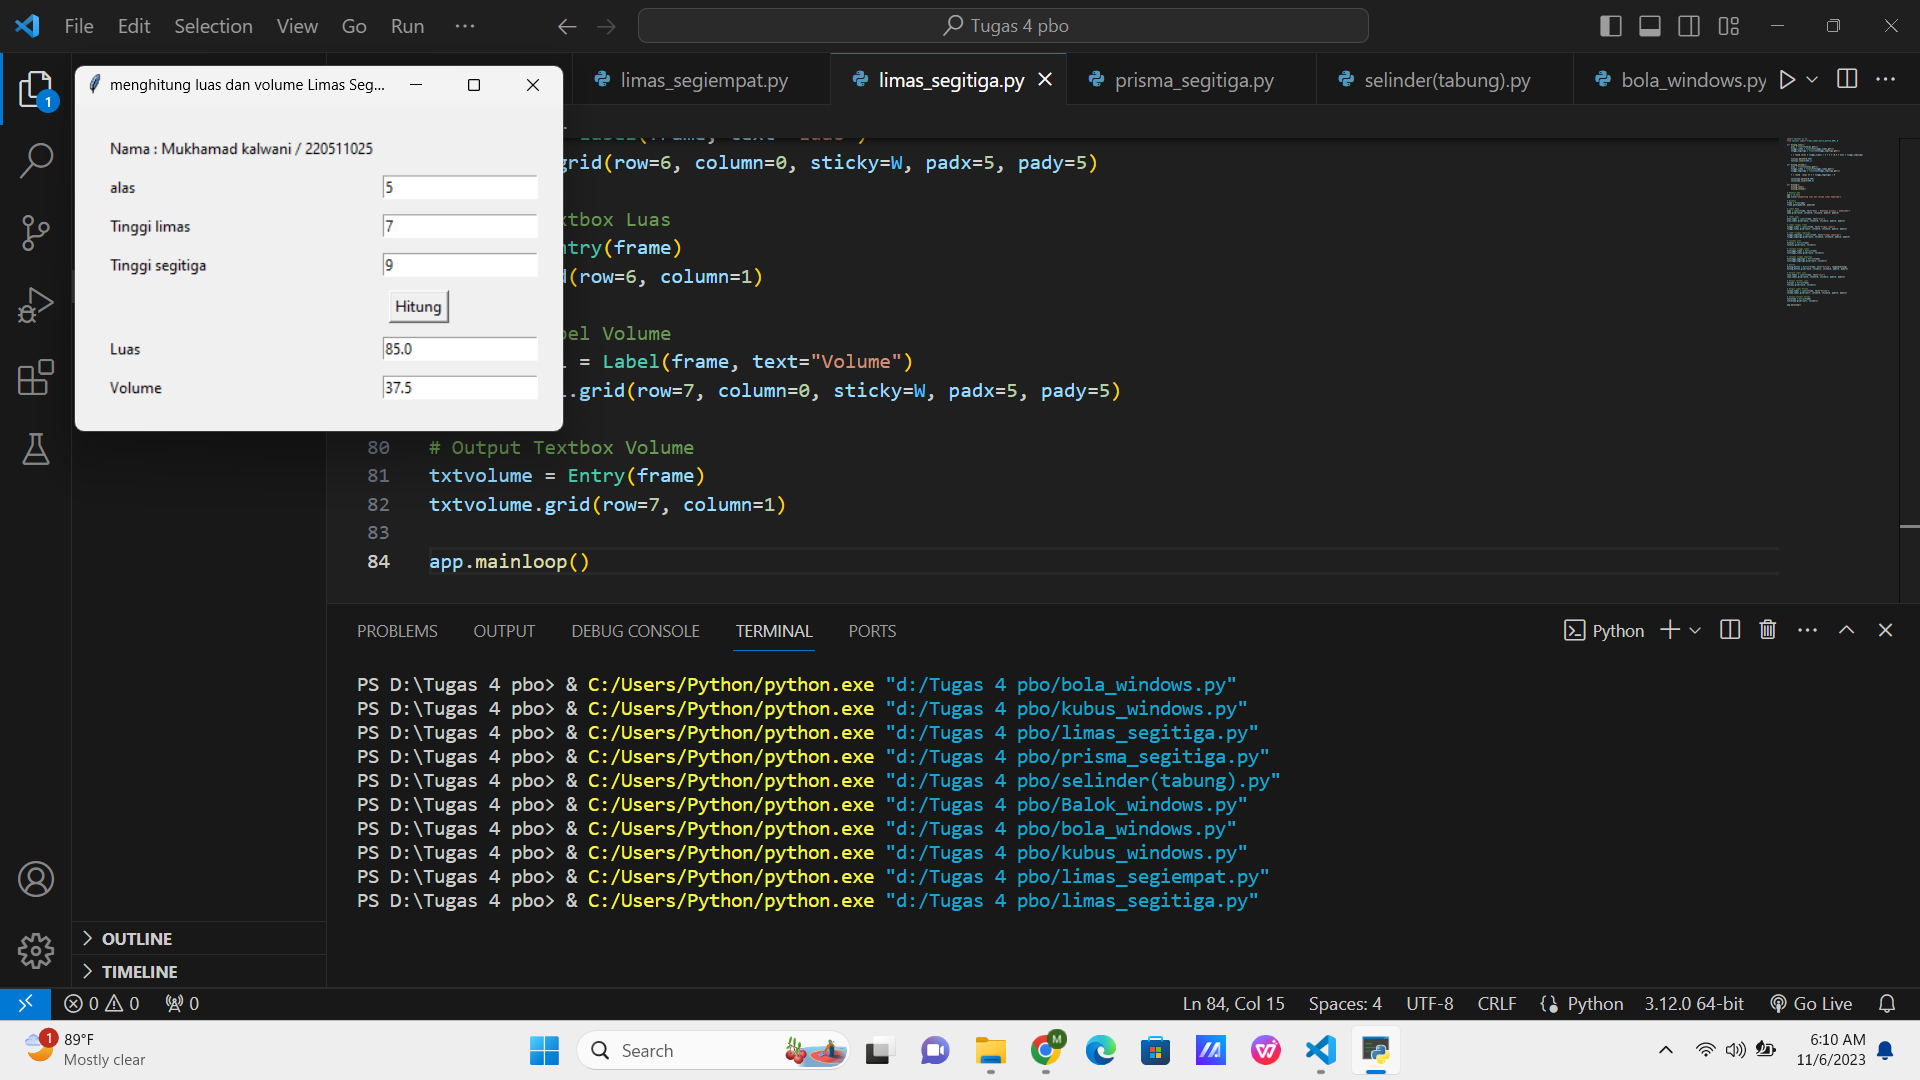 File Edit Selection View Go Run ··· Tugas 4 pbo
menghitung luas dan volume Limas Seg...
limas_segiempat.py limas_segitiga.py prisma_segitiga.py selinder(tabung).py bola_windows.py
Nama : Mukhamad kalwani / 220511025
alas 5
Tinggi limas 7
Tinggi segitiga 9
Hitung
Luas 85.0
Volume 37.5
grid(row=6, column=0, sticky=W, padx=5, pady=5)
tbox Luas
ntry(frame)
d(row=6, column=1)
bel Volume
= Label(frame, text="Volume")
.grid(row=7, column=0, sticky=W, padx=5, pady=5)
80 # Output Textbox Volume
81 txtvolume = Entry(frame)
82 txtvolume.grid(row=7, column=1)
83
84 app.mainloop()
PROBLEMS OUTPUT DEBUG CONSOLE TERMINAL PORTS Python
PS D:\Tugas 4 pbo> & C:/Users/Python/python.exe "d:/Tugas 4 pbo/bola_windows.py"
PS D:\Tugas 4 pbo> & C:/Users/Python/python.exe "d:/Tugas 4 pbo/kubus_windows.py"
PS D:\Tugas 4 pbo> & C:/Users/Python/python.exe "d:/Tugas 4 pbo/limas_segitiga.py"
PS D:\Tugas 4 pbo> & C:/Users/Python/python.exe "d:/Tugas 4 pbo/prisma_segitiga.py"
PS D:\Tugas 4 pbo> & C:/Users/Python/python.exe "d:/Tugas 4 pbo/selinder(tabung).py"
PS D:\Tugas 4 pbo> & C:/Users/Python/python.exe "d:/Tugas 4 pbo/Balok_windows.py"
PS D:\Tugas 4 pbo> & C:/Users/Python/python.exe "d:/Tugas 4 pbo/bola_windows.py"
PS D:\Tugas 4 pbo> & C:/Users/Python/python.exe "d:/Tugas 4 pbo/kubus_windows.py"
PS D:\Tugas 4 pbo> & C:/Users/Python/python.exe "d:/Tugas 4 pbo/limas_segiempat.py"
PS D:\Tugas 4 pbo> & C:/Users/Python/python.exe "d:/Tugas 4 pbo/limas_segitiga.py"
OUTLINE
TIMELINE
0 0 0 Ln 84, Col 15 Spaces: 4 UTF-8 CRLF Python 3.12.0 64-bit Go Live
1 89°F
Mostly clear
Search
6:10 AM
11/6/2023